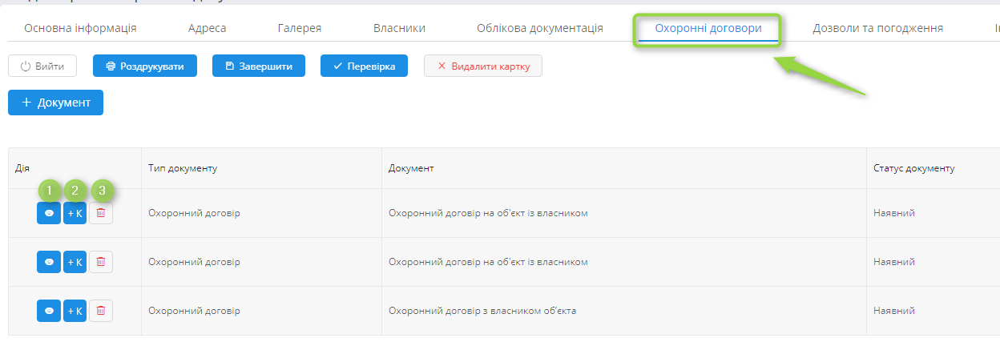 Основна інформація Адреса Галерея Власники Облікова документація Охоронні договори Дозволи та погодження
Вийти Роздрукувати Завершити Перевірка Видалити картку
+ Документ
Дія Тип документу Документ Статус документу
1 2 3
+ К Охоронний договір Охоронний договір на об'єкт із власником Наявний
+ К Охоронний договір Охоронний договір на об'єкт із власником Наявний
+ К Охоронний договір Охоронний договір з власником об'єкта Наявний